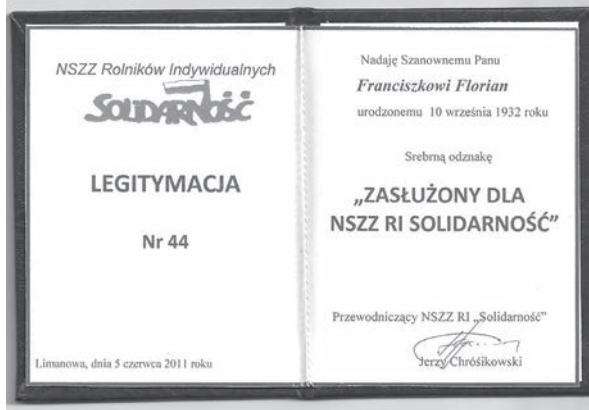 NSZZ Rolników Indywidualnych
SOLIDARNOŚĆ
LEGITYMACJA
Nr 44
Limanowa, dnia 5 czerwca 2011 roku
Nadaję Szanownemu Panu
Franciszkowi Florian
urodzonemu 10 września 1932 roku
Srebrną odznakę
„ZASŁUŻONY DLA
NSZZ RI SOLIDARNOŚĆ”
Przewodniczący NSZZ RI „Solidarność”
Jerzy Chróścikowski